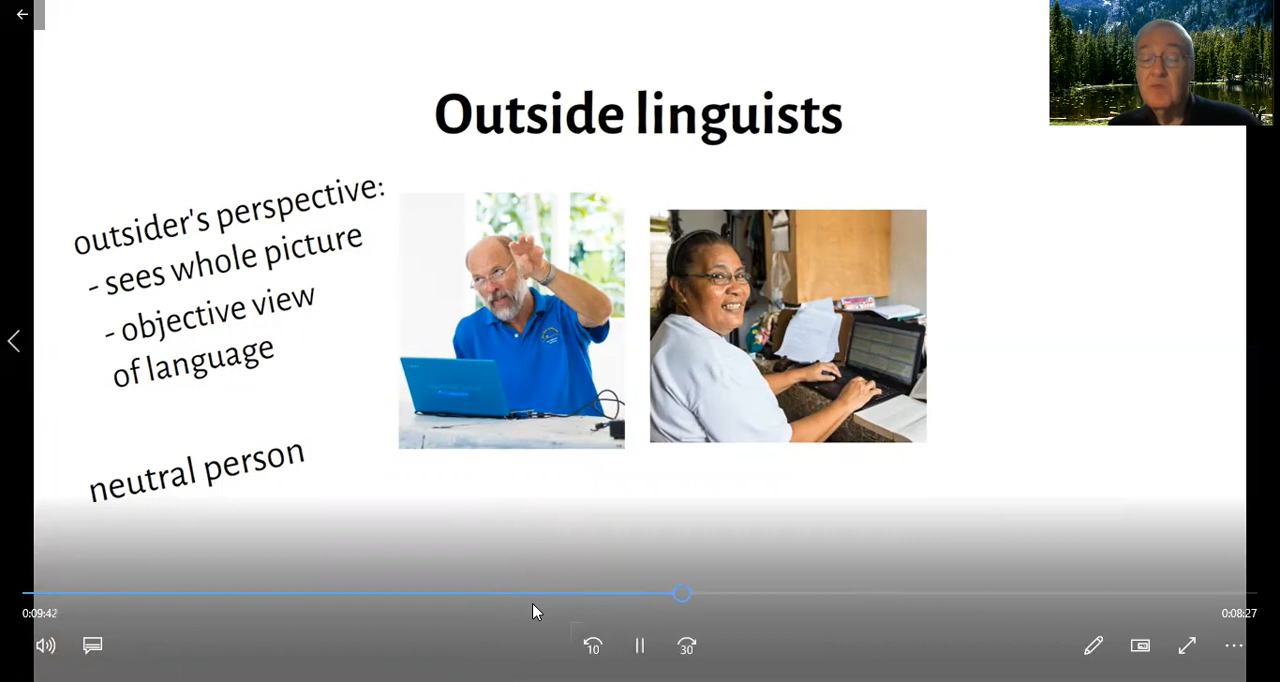 Outside linguists
outsider's perspective:
- sees whole picture
- objective view
of language
neutral person
0:09:42
0:08:27
10
30